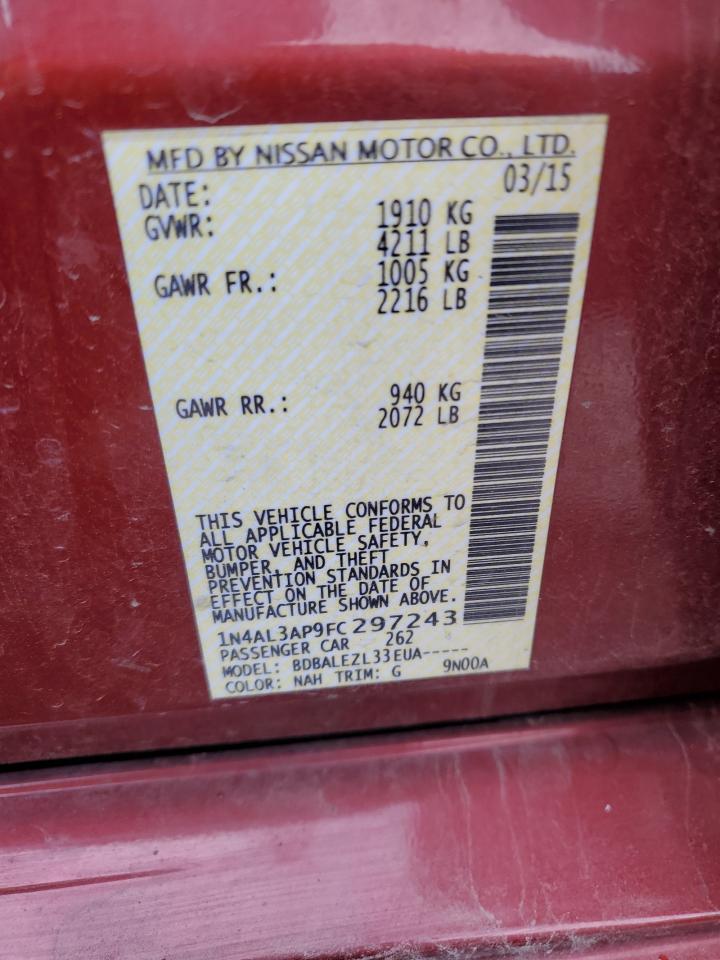 MFD BY NISSAN MOTOR CO., LTD.
DATE: 03/15
GVWR: 1910 KG
4211 LB
GAWR FR.: 1005 KG
2216 LB
GAWR RR.: 940 KG
2072 LB
THIS VEHICLE CONFORMS TO
ALL APPLICABLE FEDERAL
MOTOR VEHICLE SAFETY,
BUMPER, AND THEFT
PREVENTION STANDARDS IN
EFFECT ON THE DATE OF
MANUFACTURE SHOWN ABOVE.
1N4AL3AP9FC297243
PASSENGER CAR 262
MODEL: BDBALEZL33EUA-----
COLOR: NAH TRIM: G 9N00A